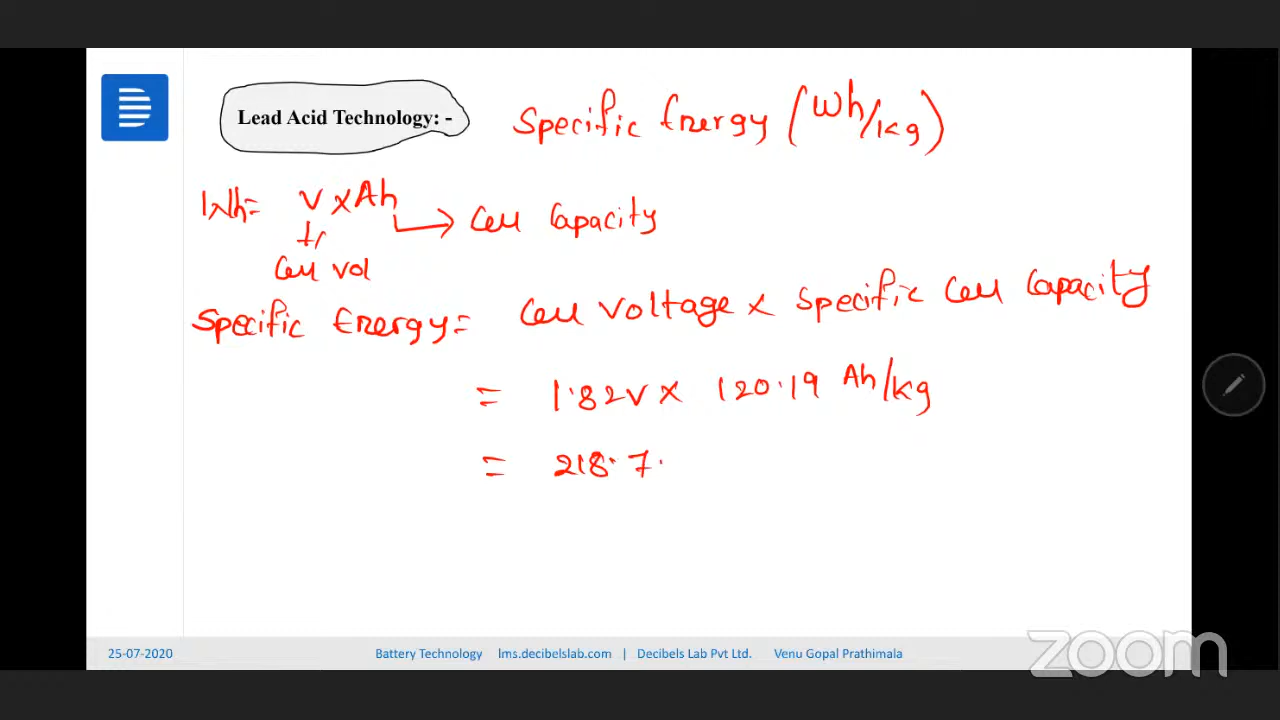 Lead Acid Technology: -
Specific Energy (Wh/kg)
Wh = V x Ah
Cell Capacity
Cell vol
Specific Energy = Cell Voltage x Specific Cell Capacity
= 1.82V x 120.19 Ah/kg
= 218.7.
25-07-2020 Battery Technology lms.decibelslab.com | Decibels Lab Pvt Ltd. Venu Gopal Prathimala
zoom